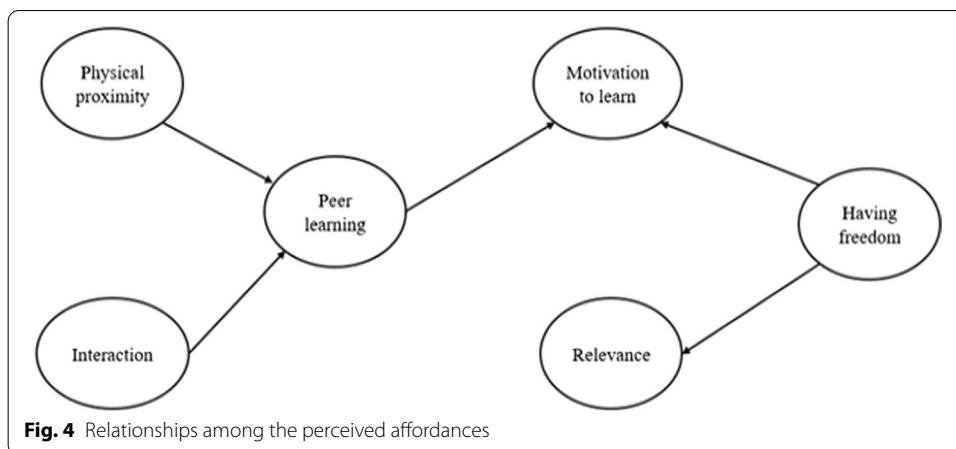 Physical
proximity
Motivation
to learn
Peer
learning
Having
freedom
Interaction
Relevance
Fig. 4 Relationships among the perceived affordances